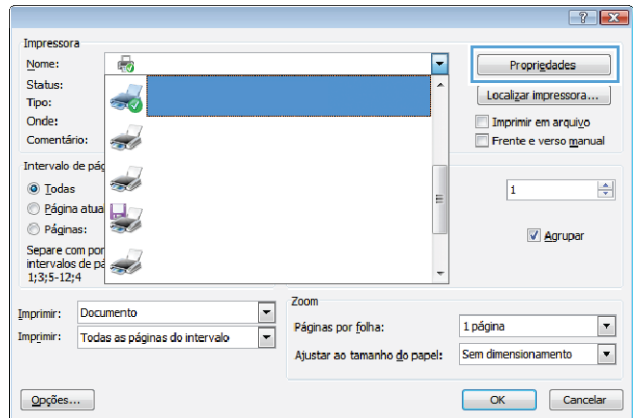 Impressora
Nome:
Propriedades
Status:
Tipo:
Localizar impressora...
Onde:
Imprimir em arquivo
Comentário:
Frente e verso manual
Intervalo de pág
Todas
1
Página atua
Páginas:
Agrupar
Separe com por
intervalos de pá
1;3;5-12;4
Imprimir: Documento
Imprimir: Todas as páginas do intervalo
Zoom
Páginas por folha: 1 página
Ajustar ao tamanho do papel: Sem dimensionamento
Opções...
OK
Cancelar